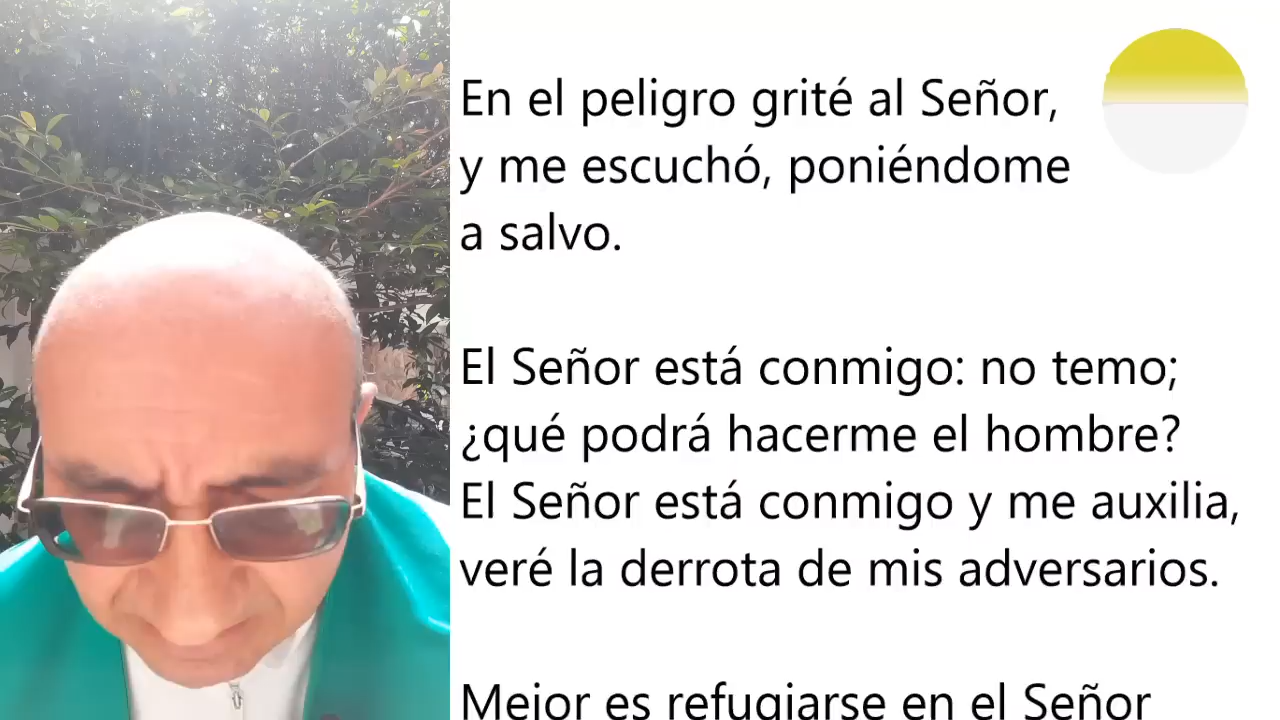 En el peligro grité al Señor,
y me escuchó, poniéndome
a salvo.
El Señor está conmigo: no temo;
¿qué podrá hacerme el hombre?
El Señor está conmigo y me auxilia,
veré la derrota de mis adversarios.
Mejor es refugiarse en el Señor